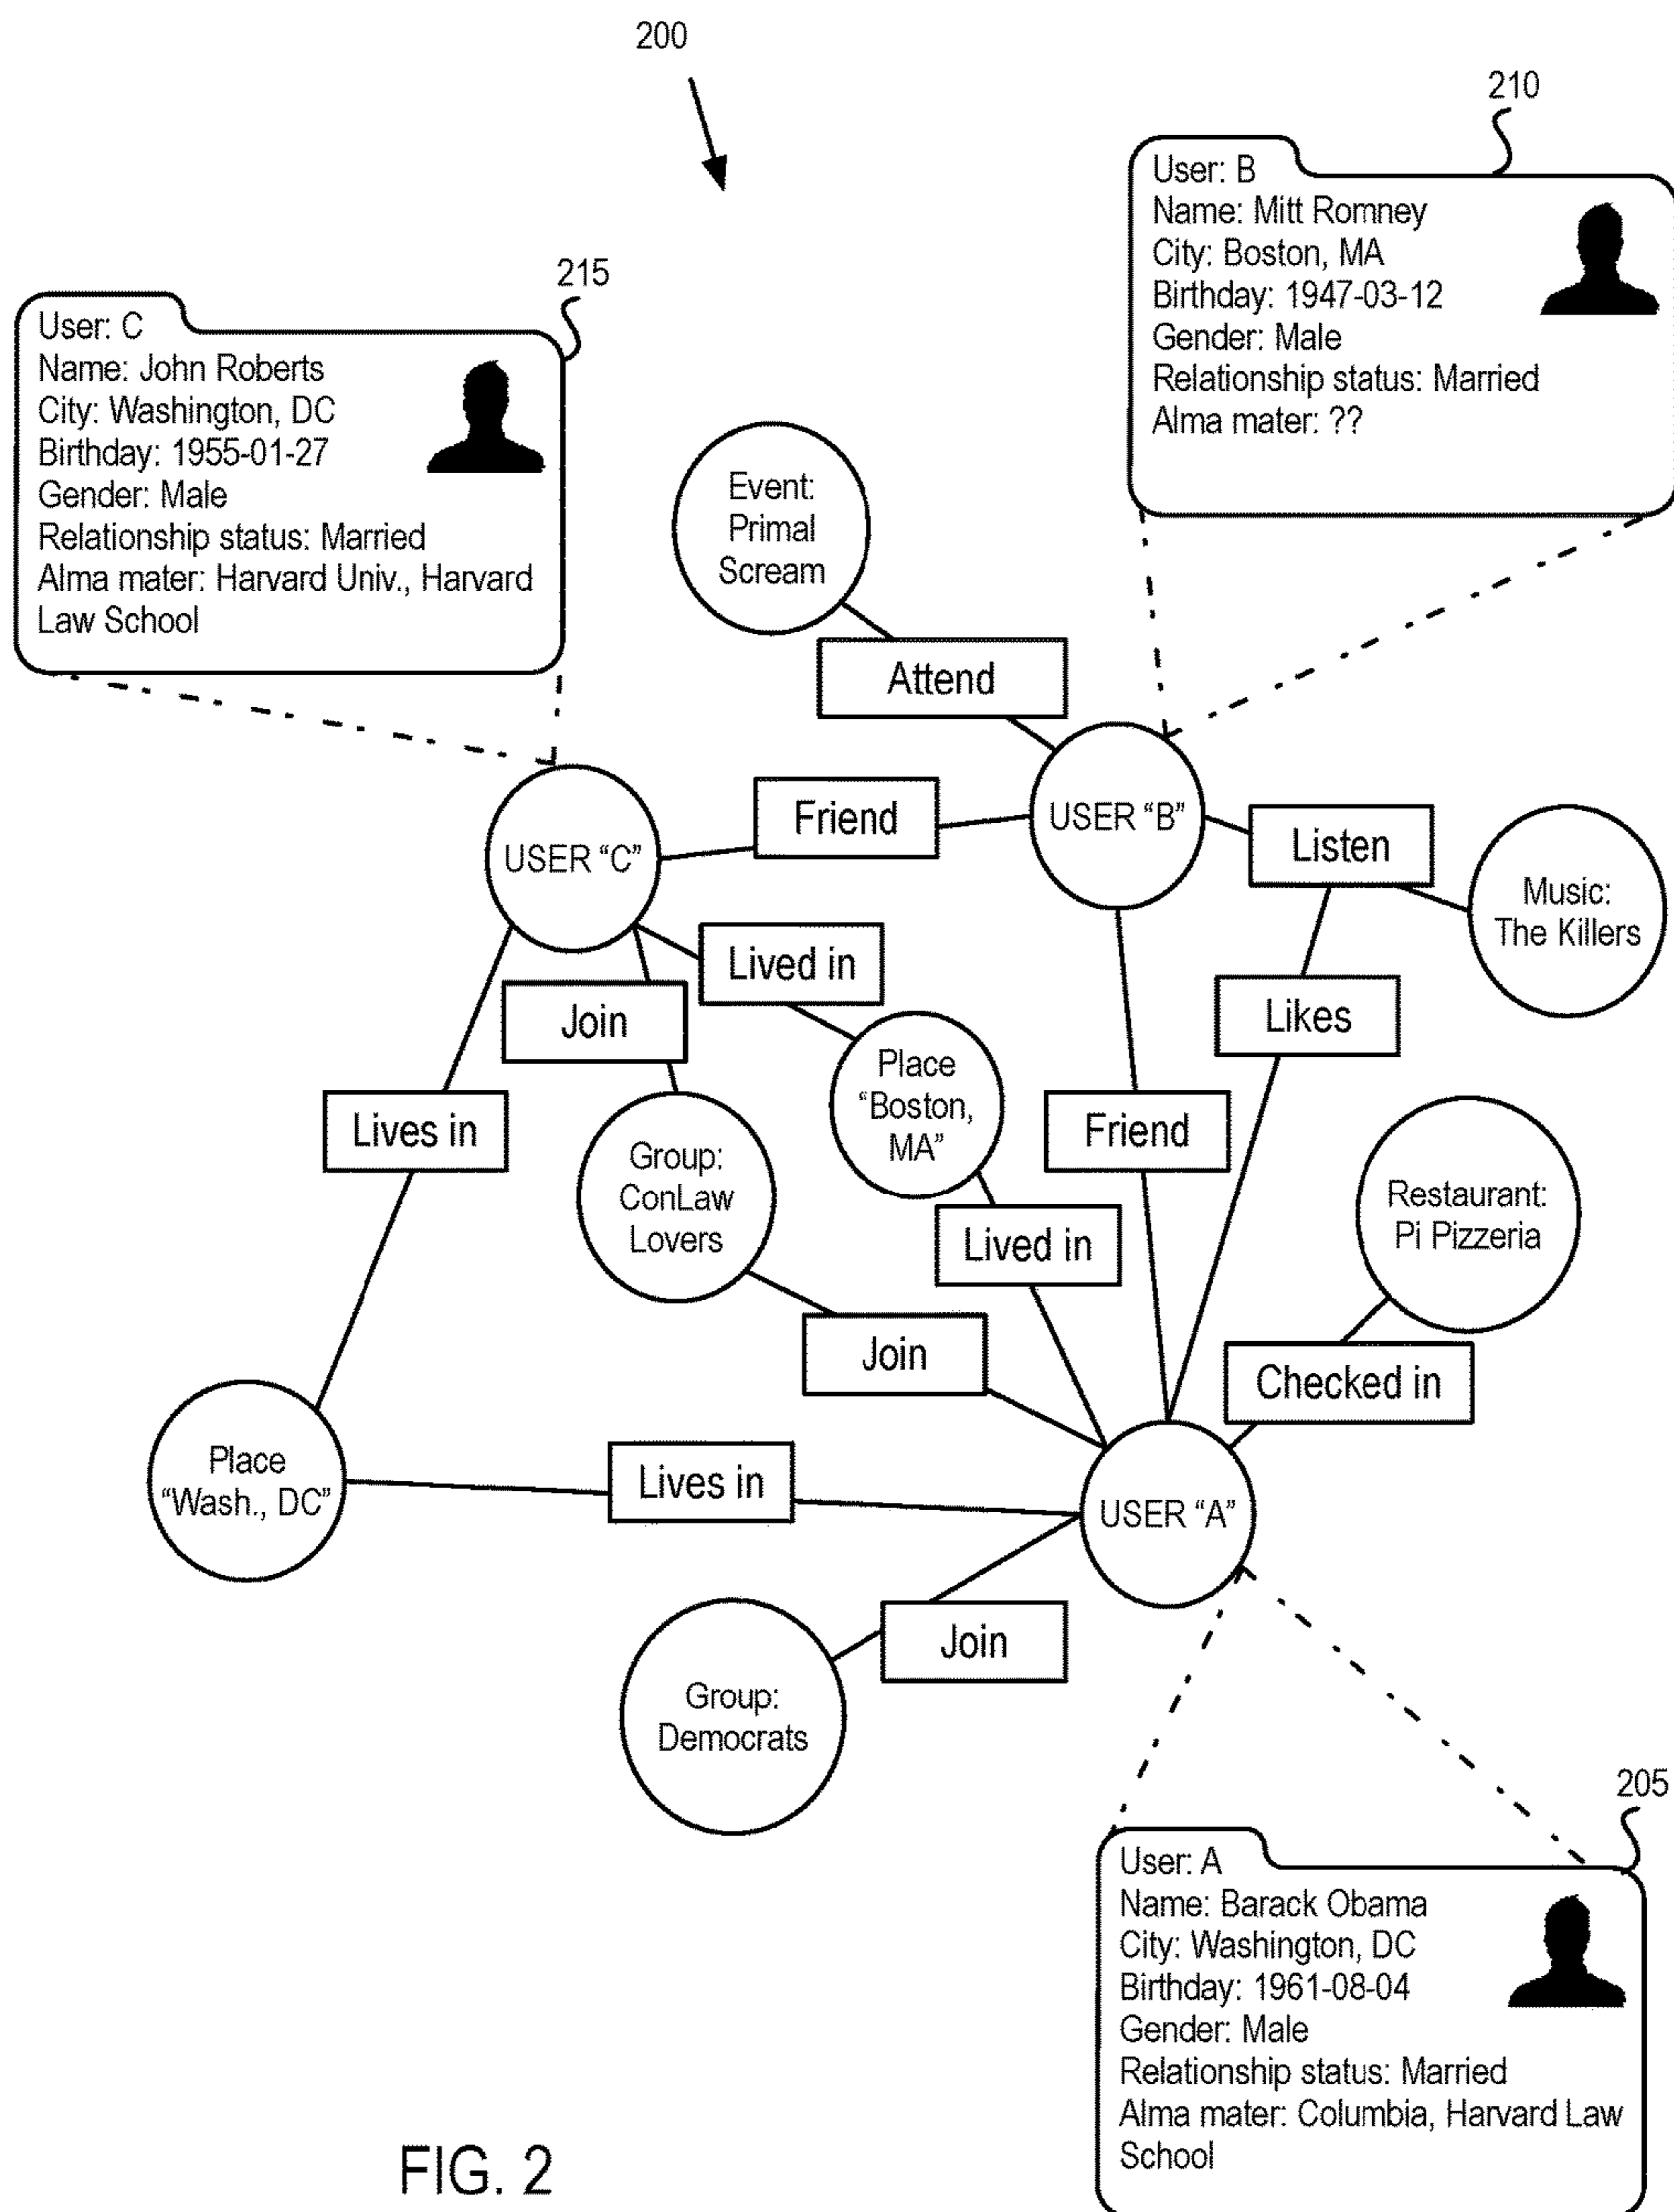 200
210
User: B
Name: Mitt Romney
City: Boston, MA
Birthday: 1947-03-12
Gender: Male
Relationship status: Married
Alma mater: ??
215
User: C
Name: John Roberts
City: Washington, DC
Birthday: 1955-01-27
Gender: Male
Relationship status: Married
Alma mater: Harvard Univ., Harvard
Law School
Event:
Primal
Scream
Attend
Friend
USER "B"
USER "C"
Listen
Music:
The Killers
Lived in
Join
Likes
Place
"Boston,
MA"
Lives in
Friend
Group:
ConLaw
Lovers
Restaurant:
Pi Pizzeria
Lived in
Join
Checked in
Place
"Wash., DC"
Lives in
USER "A"
Join
Group:
Democrats
205
User: A
Name: Barack Obama
City: Washington, DC
Birthday: 1961-08-04
Gender: Male
Relationship status: Married
Alma mater: Columbia, Harvard Law
School
FIG. 2